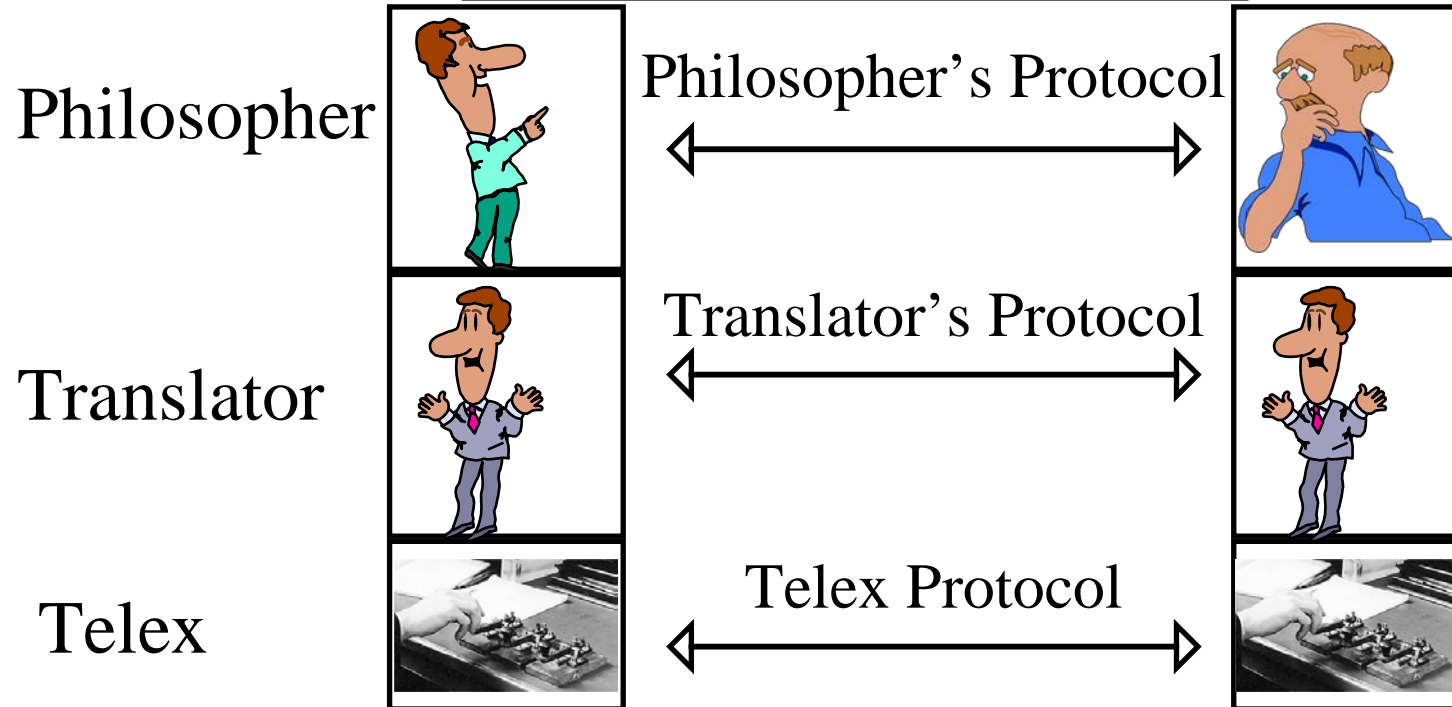 Philosopher
Philosopher’s Protocol
Translator
Translator’s Protocol
Telex
Telex Protocol